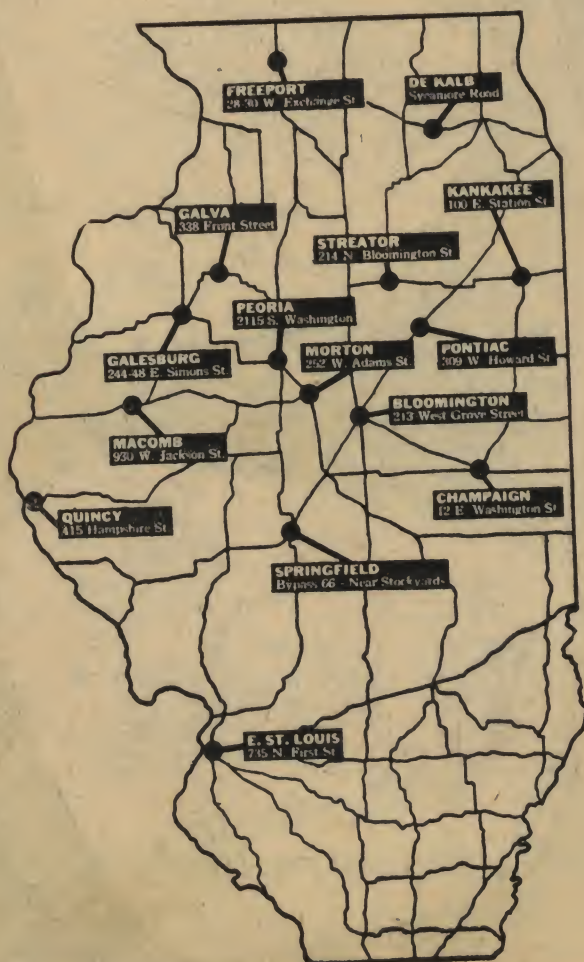 FREEPORT
28-30 W. Exchange St.
DE KALB
Sycamore Road
KANKAKEE
100 E. Station St.
GALVA
338 Front Street
STREATOR
214 N. Bloomington St.
PEORIA
2115 S. Washington
GALESBURG
244-48 E. Simons St.
MORTON
252 W. Adams St.
PONTIAC
309 W. Howard St.
BLOOMINGTON
213 West Grove Street
MACOMB
930 W. Jackson St.
CHAMPAIGN
12 E. Washington St.
QUINCY
415 Hampshire St.
SPRINGFIELD
Bypass 66 - Near Stockyards
E. ST. LOUIS
735 N. First St.